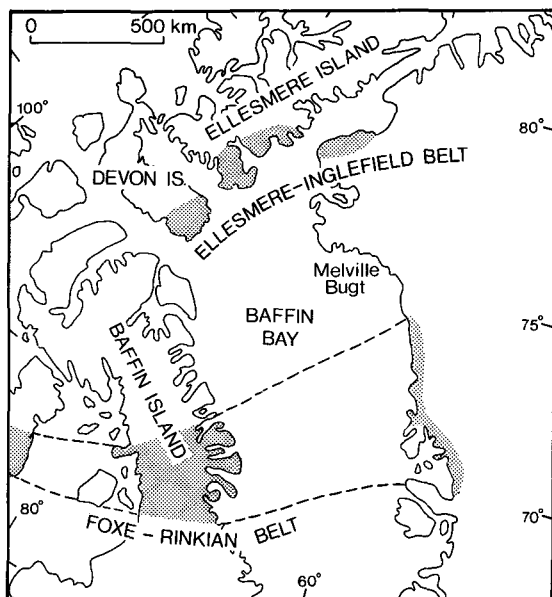 0 500 km
ELLESMERE ISLAND
100°
80°
DEVON IS.
ELLESMERE-INGLEFIELD BELT
Melville
Bugt
BAFFIN
BAY
75°
BAFFIN ISLAND
80°
FOXE - RINKIAN BELT
70°
60°